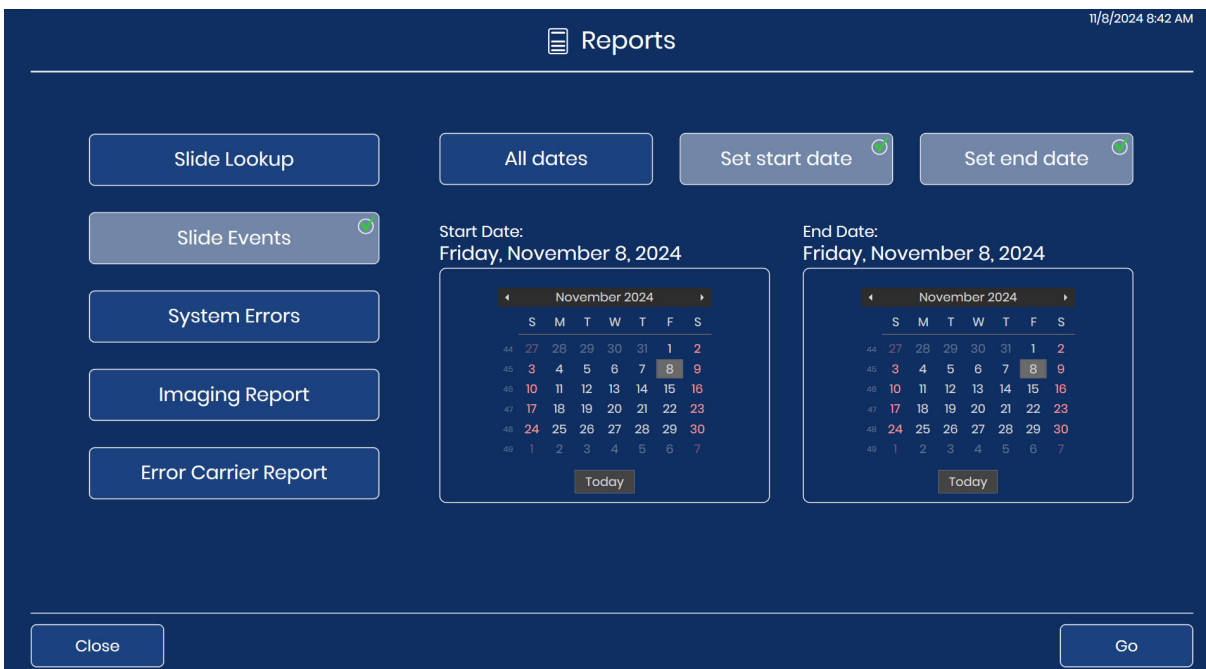 11/8/2024 8:42 AM
Reports
Slide Lookup
All dates
Set start date
Set end date
Slide Events
System Errors
Imaging Report
Error Carrier Report
Start Date:
Friday, November 8, 2024
November 2024
S M T W T F S
44 27 28 29 30 31 1 2
45 3 4 5 6 7 8 9
46 10 11 12 13 14 15 16
47 17 18 19 20 21 22 23
48 24 25 26 27 28 29 30
49 1 2 3 4 5 6 7
Today
End Date:
Friday, November 8, 2024
November 2024
S M T W T F S
44 27 28 29 30 31 1 2
45 3 4 5 6 7 8 9
46 10 11 12 13 14 15 16
47 17 18 19 20 21 22 23
48 24 25 26 27 28 29 30
49 1 2 3 4 5 6 7
Today
Close
Go